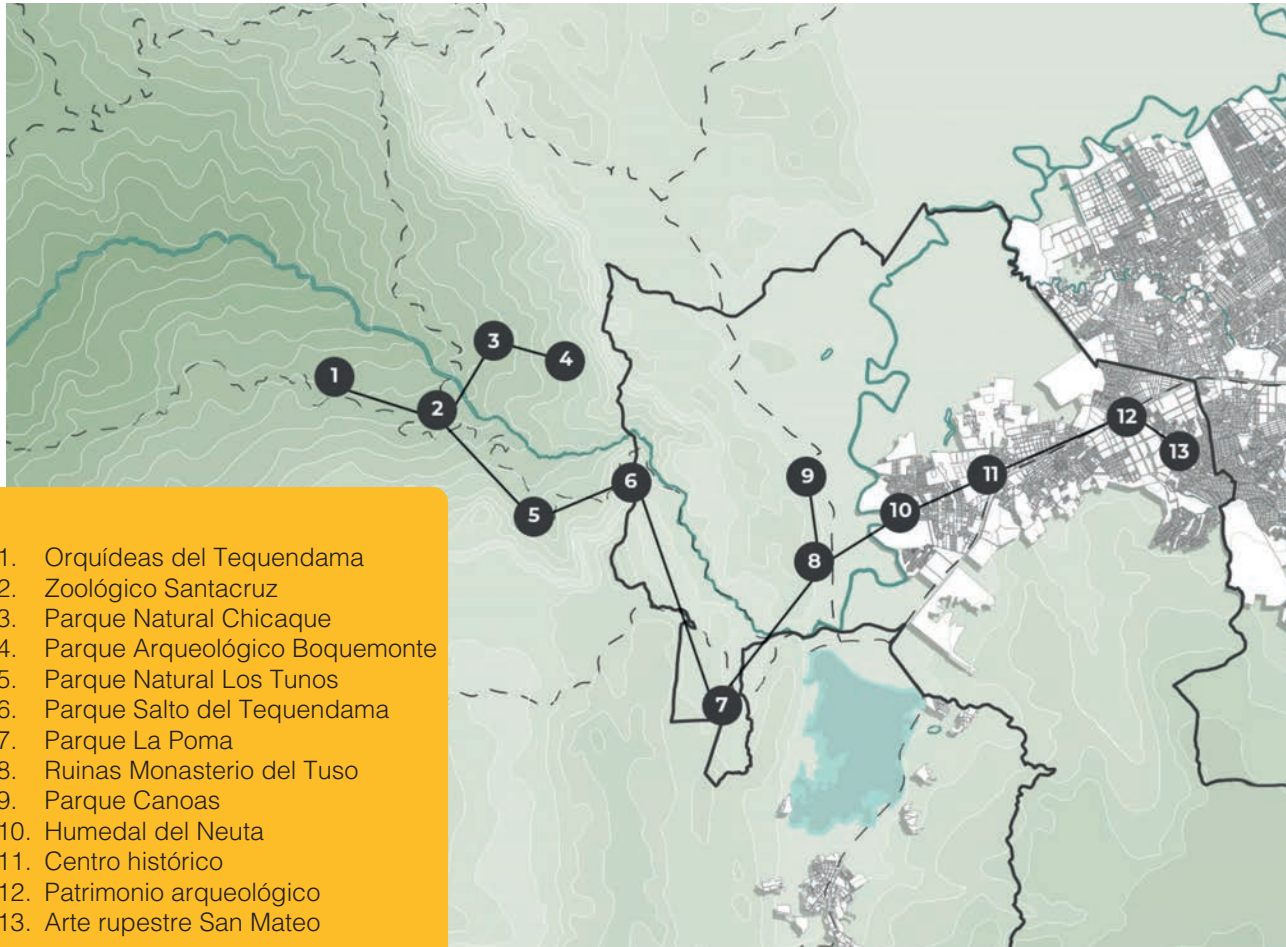 3
4
1
2
12
13
6
9
11
5
10
8
7
1. Orquídeas del Tequendama
2. Zoológico Santacruz
3. Parque Natural Chicaque
4. Parque Arqueológico Boquemonte
5. Parque Natural Los Tunos
6. Parque Salto del Tequendama
7. Parque La Poma
8. Ruinas Monasterio del Tuso
9. Parque Canoas
10. Humedal del Neuta
11. Centro histórico
12. Patrimonio arqueológico
13. Arte rupestre San Mateo